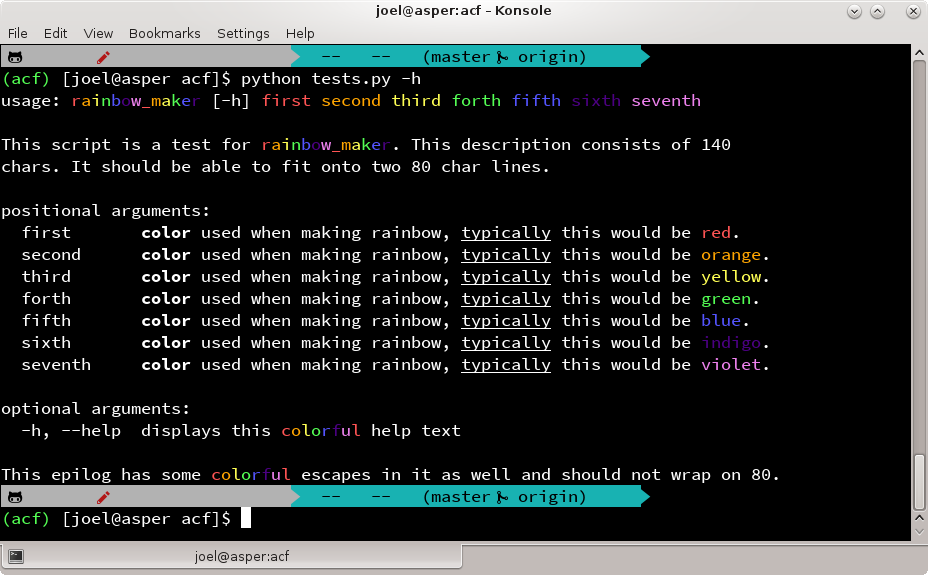 joel@asper:acf - Konsole
File Edit View Bookmarks Settings Help
-- -- (master origin)
(acf) [joel@asper acf]$ python tests.py -h
usage: rainbow_maker [-h] first second third forth fifth sixth seventh
This script is a test for rainbow_maker. This description consists of 140
chars. It should be able to fit onto two 80 char lines.
positional arguments:
first color used when making rainbow, typically this would be red.
second color used when making rainbow, typically this would be orange.
third color used when making rainbow, typically this would be yellow.
forth color used when making rainbow, typically this would be green.
fifth color used when making rainbow, typically this would be blue.
sixth color used when making rainbow, typically this would be indigo.
seventh color used when making rainbow, typically this would be violet.
optional arguments:
-h, --help displays this colorful help text
This epilog has some colorful escapes in it as well and should not wrap on 80.
-- -- (master origin)
(acf) [joel@asper acf]$
joel@asper:acf